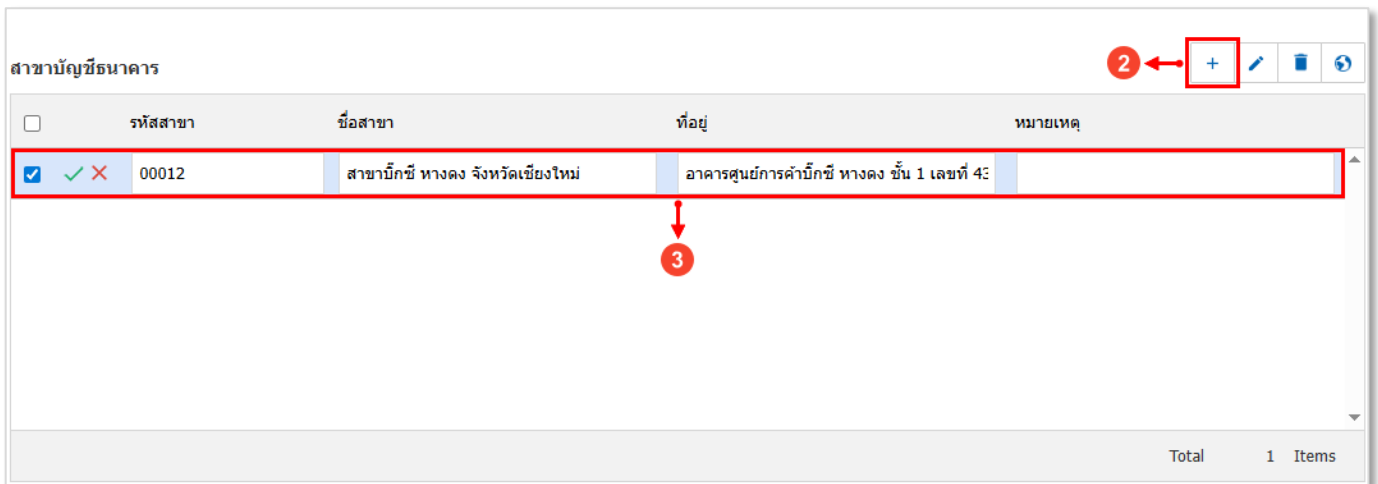 สาขาบัญชีธนาคาร
2
รหัสสาขา ชื่อสาขา ที่อยู่ หมายเหตุ
00012 สาขาบิ๊กซี หางดง จังหวัดเชียงใหม่ อาคารศูนย์การค้าบิ๊กซี หางดง ชั้น 1 เลขที่ 43
3
Total 1 Items